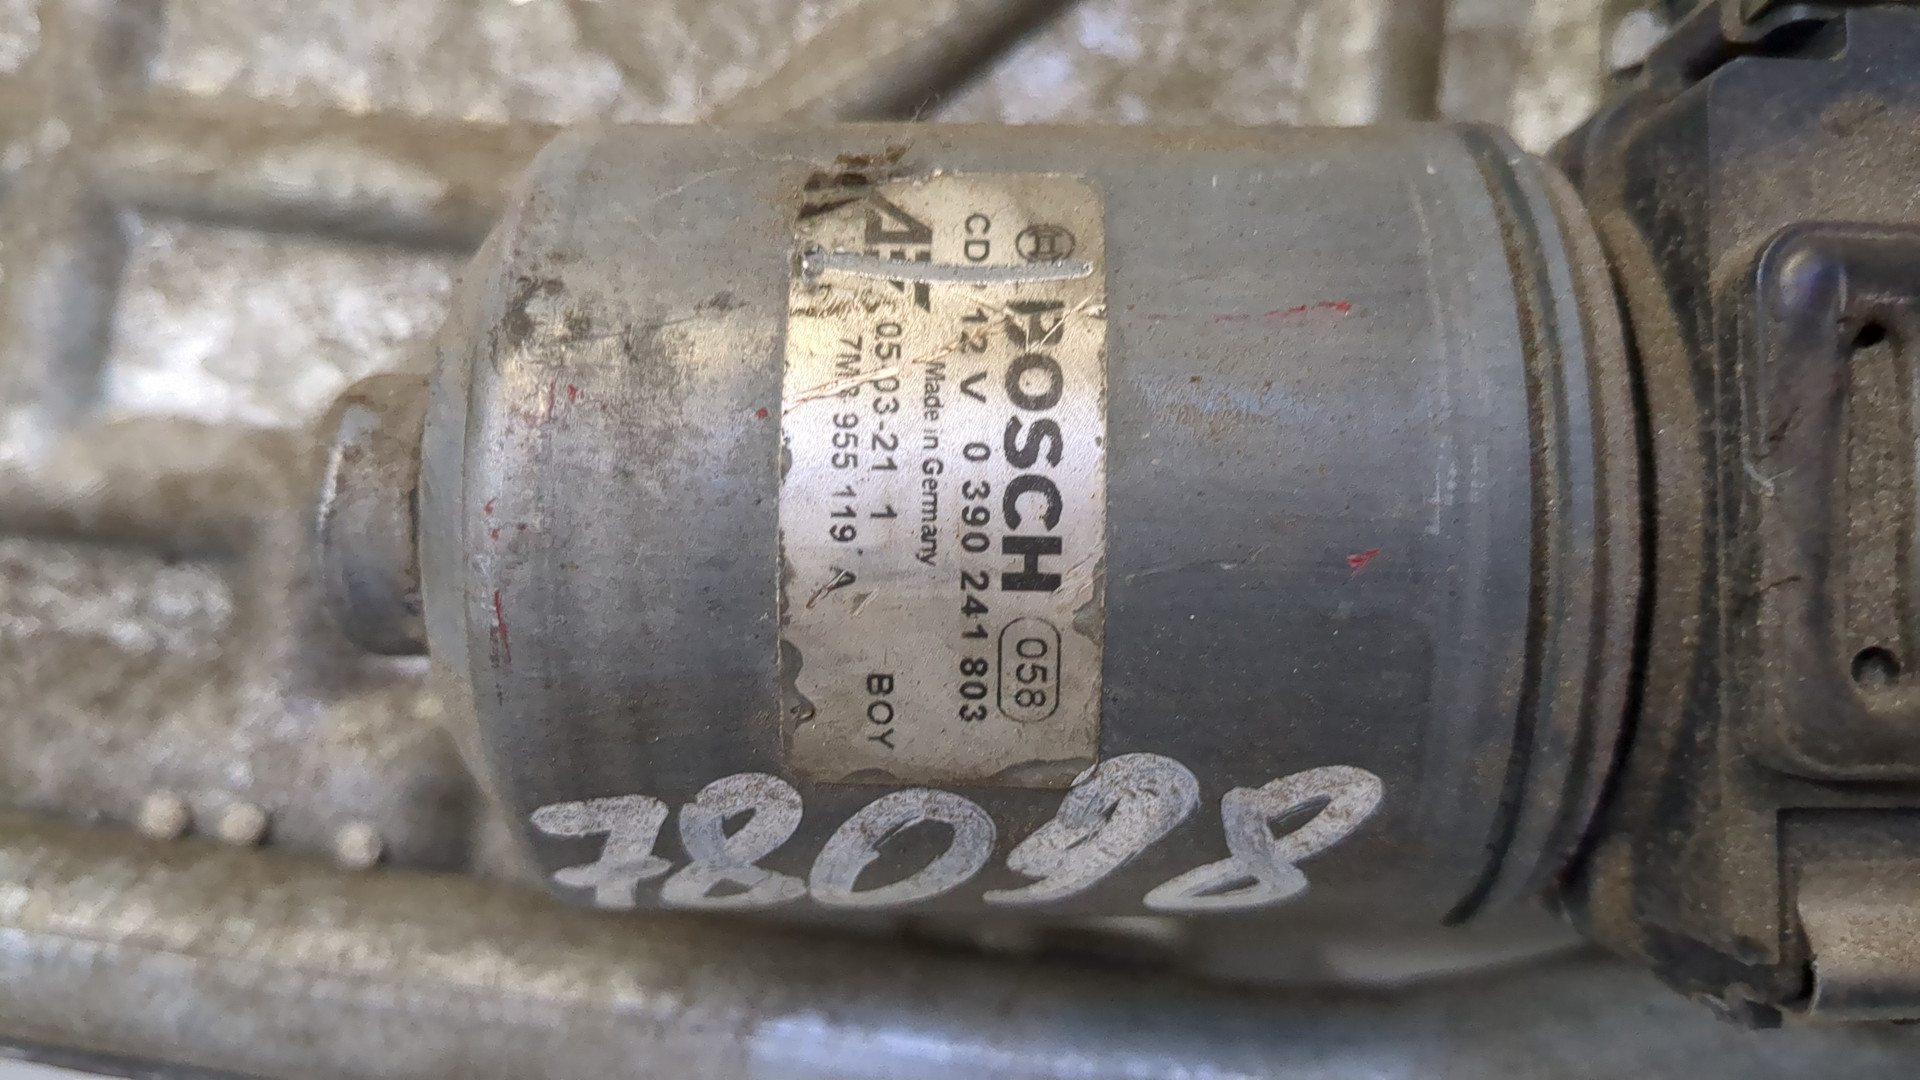 BOSCH 058
CD 12 V 0 390 241 803
Made in Germany
05-03-21 1 BOY
7M3 955 119 A